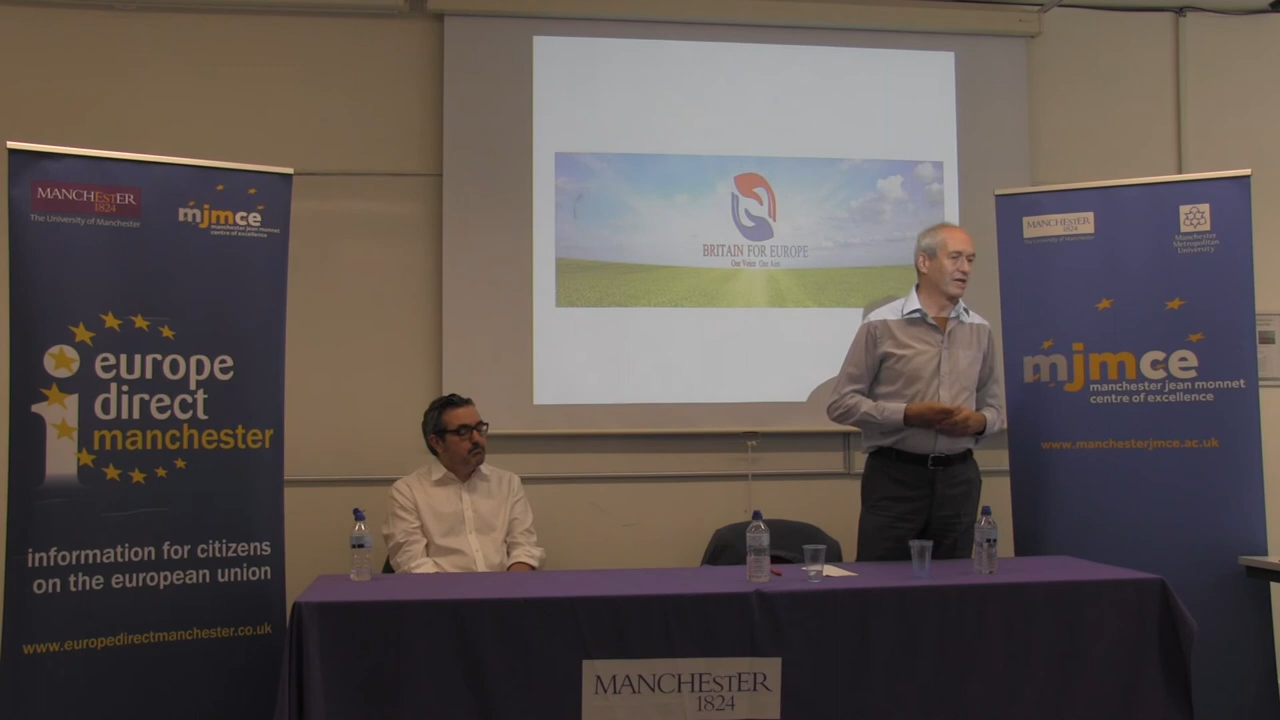 MANCHESTER
1824
The University of Manchester
mjmce
manchester jean monnet
centre of excellence
europe
direct
manchester
information for citizens
on the european union
www.europedirectmanchester.co.uk
BRITAIN FOR EUROPE
One Voice One Aim
MANCHESTER
1824
The University of Manchester
Manchester
Metropolitan
University
mjmce
manchester jean monnet
centre of excellence
www.manchesterjmce.ac.uk
MANCHESTER
1824